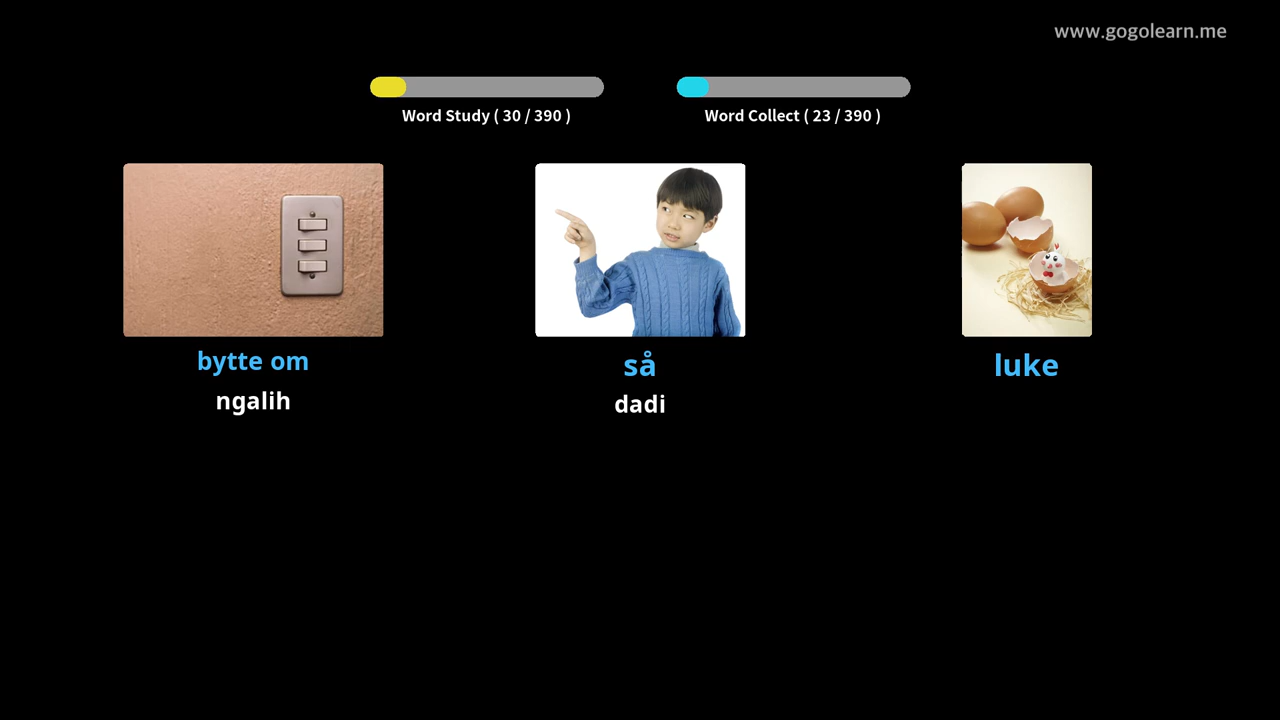 www.gogolearn.me
Word Study ( 30 / 390 )
Word Collect ( 23 / 390 )
bytte om
ngalih
så
dadi
luke